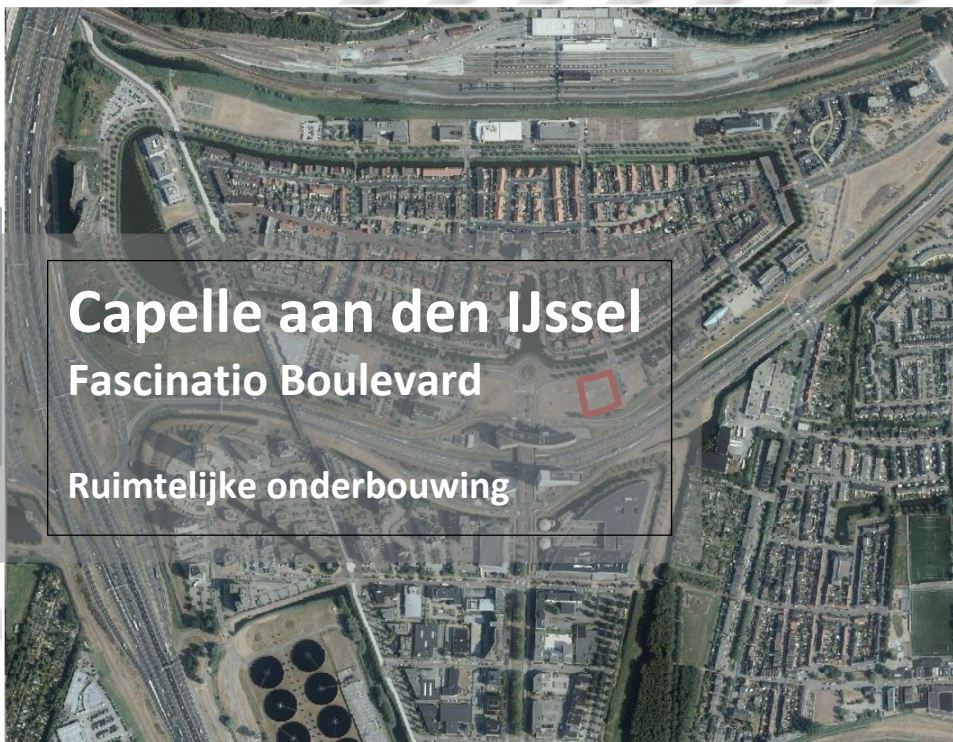 Capelle aan den IJssel
Fascinatio Boulevard
Ruimtelijke onderbouwing